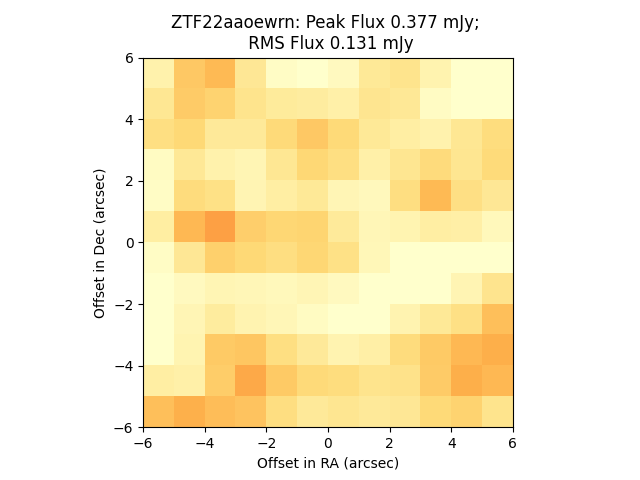 ZTF22aaoewrn: Peak Flux 0.377 mJy;
RMS Flux 0.131 mJy
6
4
2
0
−2
−4
−6
Offset in Dec (arcsec)
−6 −4 −2 0 2 4 6
Offset in RA (arcsec)